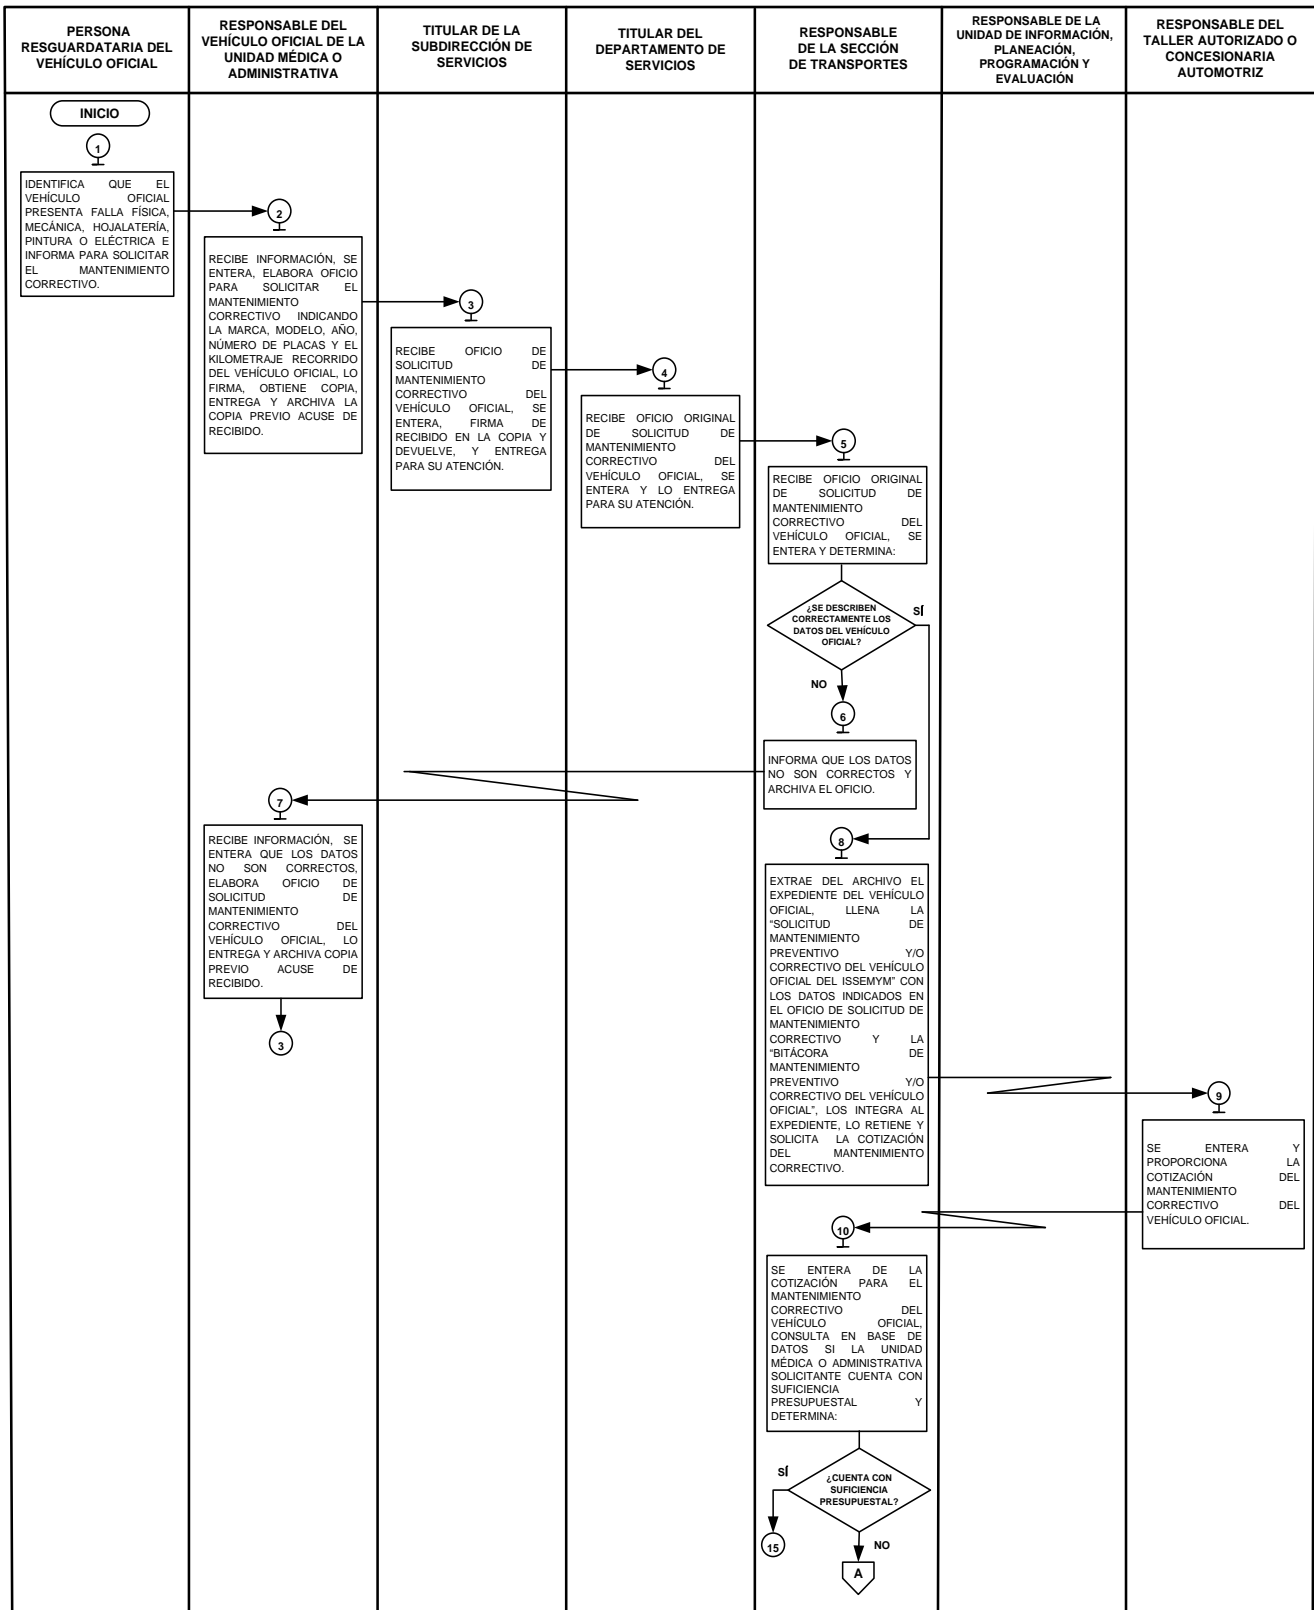 PERSONA
RESGUARDATARIA DEL
VEHÍCULO OFICIAL
RESPONSABLE DEL
VEHÍCULO OFICIAL DE LA
UNIDAD MÉDICA O
ADMINISTRATIVA
TITULAR DE LA
SUBDIRECCIÓN DE
SERVICIOS
TITULAR DEL
DEPARTAMENTO DE
SERVICIOS
RESPONSABLE
DE LA SECCIÓN
DE TRANSPORTES
RESPONSABLE DE LA
UNIDAD DE INFORMACIÓN,
PLANEACIÓN,
PROGRAMACIÓN Y
EVALUACIÓN
RESPONSABLE DEL
TALLER AUTORIZADO O
CONCESIONARIA
AUTOMOTRIZ
INICIO
1
IDENTIFICA QUE EL
VEHÍCULO OFICIAL
PRESENTA FALLA FÍSICA,
MECÁNICA, HOJALATERÍA,
PINTURA O ELÉCTRICA E
INFORMA PARA SOLICITAR
EL MANTENIMIENTO
CORRECTIVO.
2
RECIBE INFORMACIÓN, SE
ENTERA, ELABORA OFICIO
PARA SOLICITAR EL
MANTENIMIENTO
CORRECTIVO INDICANDO
LA MARCA, MODELO, AÑO,
NÚMERO DE PLACAS Y EL
KILOMETRAJE RECORRIDO
DEL VEHÍCULO OFICIAL, LO
FIRMA, OBTIENE COPIA,
ENTREGA Y ARCHIVA LA
COPIA PREVIO ACUSE DE
RECIBIDO.
3
RECIBE OFICIO DE
SOLICITUD DE
MANTENIMIENTO
CORRECTIVO DEL
VEHÍCULO OFICIAL, SE
ENTERA, FIRMA DE
RECIBIDO EN LA COPIA Y
DEVUELVE, Y ENTREGA
PARA SU ATENCIÓN.
4
RECIBE OFICIO ORIGINAL
DE SOLICITUD DE
MANTENIMIENTO
CORRECTIVO DEL
VEHÍCULO OFICIAL, SE
ENTERA Y LO ENTREGA
PARA SU ATENCIÓN.
5
RECIBE OFICIO ORIGINAL
DE SOLICITUD DE
MANTENIMIENTO
CORRECTIVO DEL
VEHÍCULO OFICIAL, SE
ENTERA Y DETERMINA:
¿SE DESCRIBEN
CORRECTAMENTE LOS
DATOS DEL VEHÍCULO
OFICIAL?
SÍ
NO
6
INFORMA QUE LOS DATOS
NO SON CORRECTOS Y
ARCHIVA EL OFICIO.
7
RECIBE INFORMACIÓN, SE
ENTERA QUE LOS DATOS
NO SON CORRECTOS,
ELABORA OFICIO DE
SOLICITUD DE
MANTENIMIENTO
CORRECTIVO DEL
VEHÍCULO OFICIAL, LO
ENTREGA Y ARCHIVA COPIA
PREVIO ACUSE DE
RECIBIDO.
3
8
EXTRAE DEL ARCHIVO EL
EXPEDIENTE DEL VEHÍCULO
OFICIAL, LLENA LA
"SOLICITUD DE
MANTENIMIENTO
PREVENTIVO Y/O
CORRECTIVO DEL VEHÍCULO
OFICIAL DEL ISSEMYM" CON
LOS DATOS INDICADOS EN
EL OFICIO DE SOLICITUD DE
MANTENIMIENTO
CORRECTIVO Y LA
"BITÁCORA DE
MANTENIMIENTO
PREVENTIVO Y/O
CORRECTIVO DEL VEHÍCULO
OFICIAL", LOS INTEGRA AL
EXPEDIENTE, LO RETIENE Y
SOLICITA LA COTIZACIÓN
DEL MANTENIMIENTO
CORRECTIVO.
9
SE ENTERA Y
PROPORCIONA LA
COTIZACIÓN DEL
MANTENIMIENTO
CORRECTIVO DEL
VEHÍCULO OFICIAL.
10
SE ENTERA DE LA
COTIZACIÓN PARA EL
MANTENIMIENTO
CORRECTIVO DEL
VEHÍCULO OFICIAL,
CONSULTA EN BASE DE
DATOS SI LA UNIDAD
MÉDICA O ADMINISTRATIVA
SOLICITANTE CUENTA CON
SUFICIENCIA
PRESUPUESTAL Y
DETERMINA:
¿CUENTA CON
SUFICIENCIA
PRESUPUESTAL?
SÍ
15
NO
A